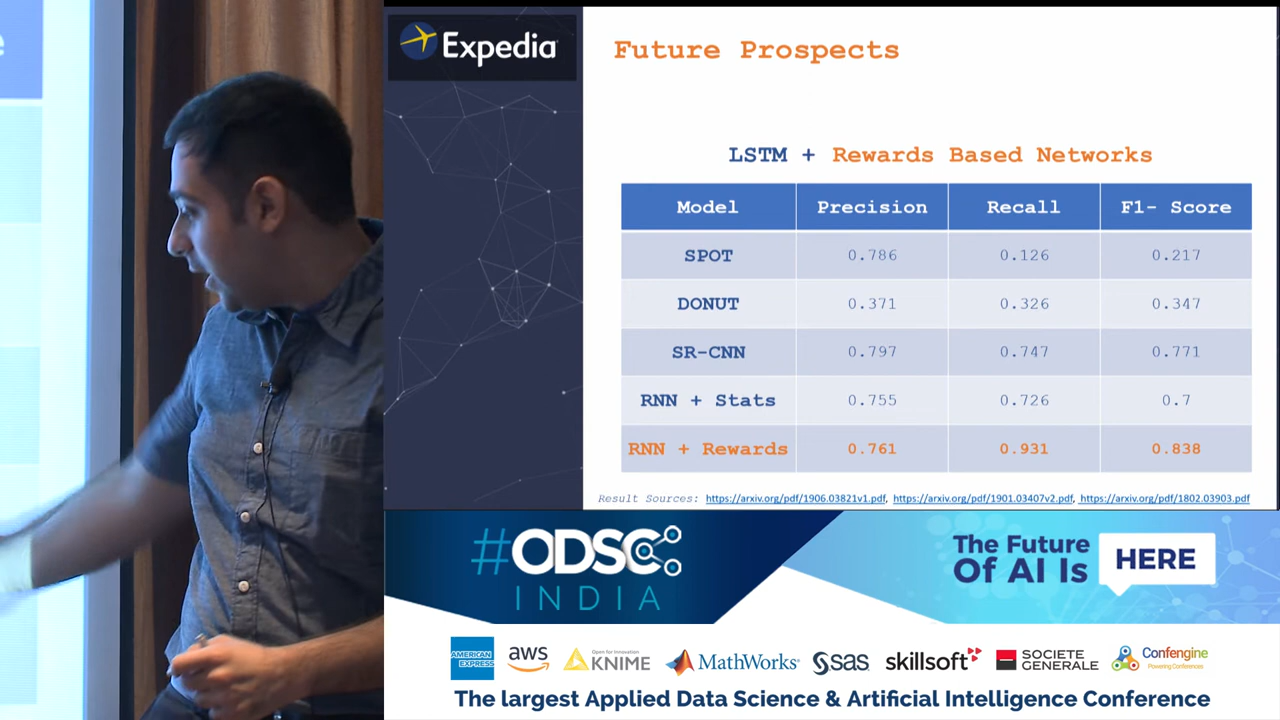 Expedia
Future Prospects
LSTM + Rewards Based Networks
Model Precision Recall F1- Score
SPOT 0.786 0.126 0.217
DONUT 0.371 0.326 0.347
SR-CNN 0.797 0.747 0.771
RNN + Stats 0.755 0.726 0.7
RNN + Rewards 0.761 0.931 0.838
Result Sources: https://arxiv.org/pdf/1906.03821v1.pdf, https://arxiv.org/pdf/1901.03407v2.pdf, https://arxiv.org/pdf/1802.03903.pdf
#ODSC
INDIA
The Future
Of AI Is
HERE
AMERICAN
EXPRESS
aws
Open for Innovation
KNIME
MathWorks®
SAS
skillsoft
SOCIETE
GENERALE
Confengine
Powering Conferences
The largest Applied Data Science & Artificial Intelligence Conference